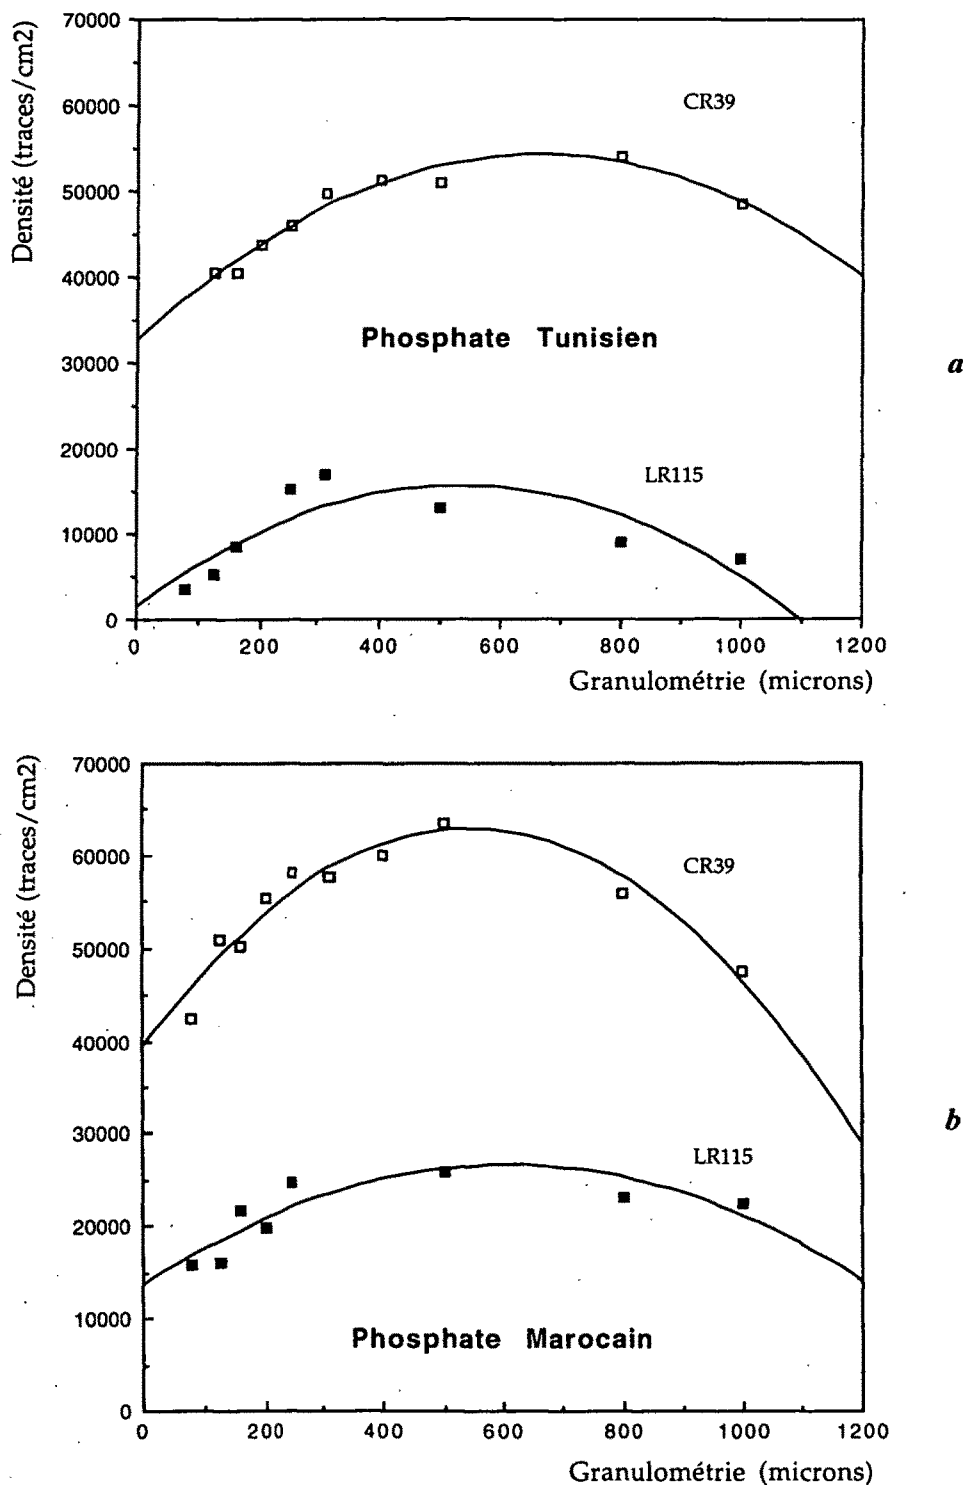 70000
60000
50000
40000
30000
20000
10000
0
Densité (traces/cm2)
CR39
Phosphate Tunisien
LR115
0 200 400 600 800 1000 1200
Granulométrie (microns)
a
70000
60000
50000
40000
30000
20000
10000
0
Densité (traces/cm2)
CR39
LR115
Phosphate Marocain
0 200 400 600 800 1000 1200
Granulométrie (microns)
b